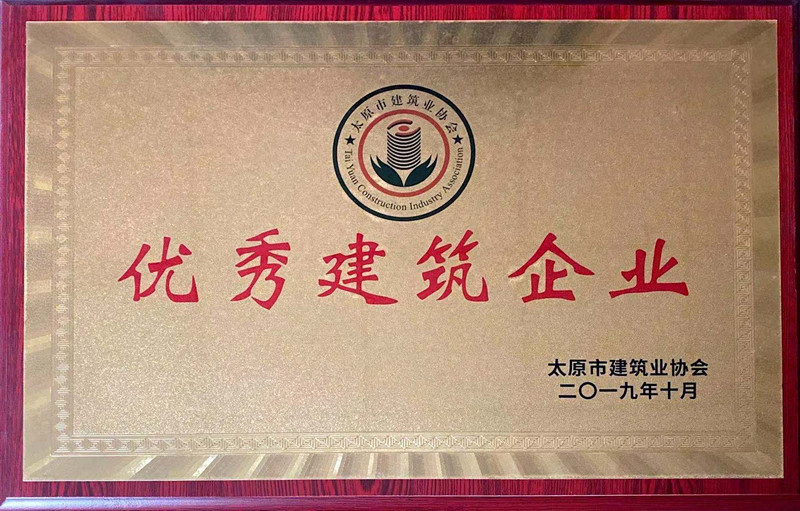 太原市建筑业协会
Tai Yuan Construction Industry Association
优秀建筑企业
太原市建筑业协会
二〇一九年十月